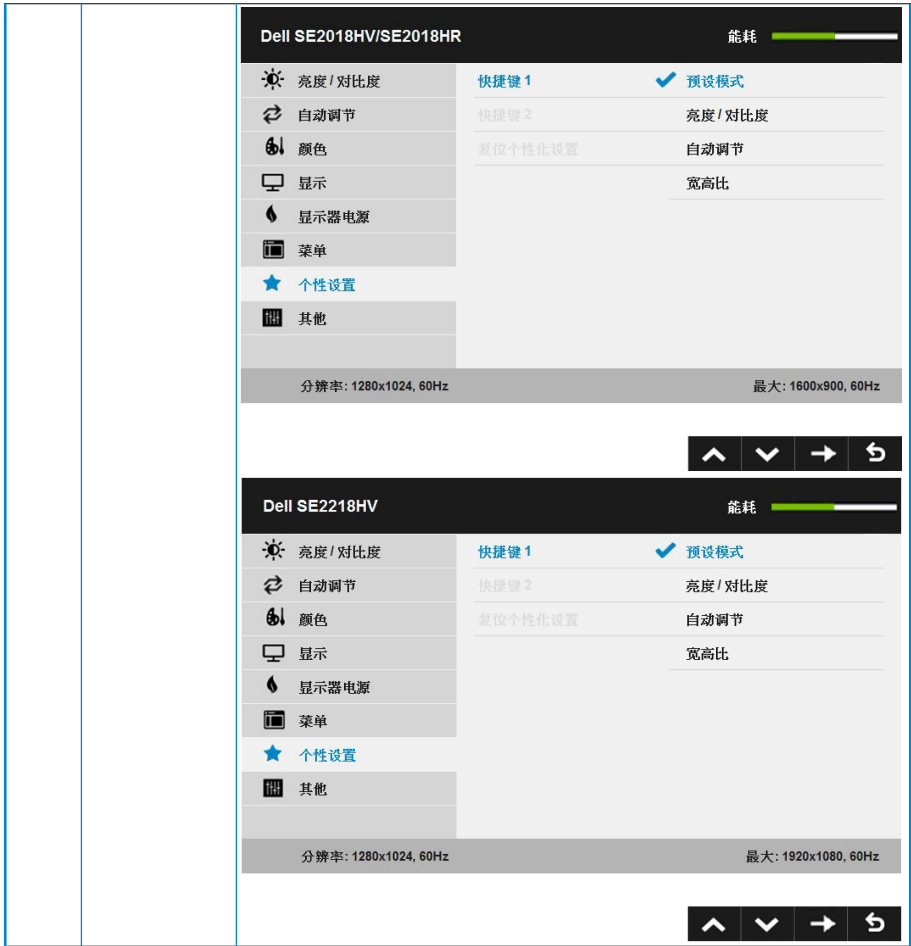 Dell SE2018HV/SE2018HR 能耗
亮度 / 对比度 快捷键 1 预设模式
自动调节 快捷键 2 亮度 / 对比度
颜色 复位个性化设置 自动调节
显示 宽高比
显示器电源
菜单
个性设置
其他
分辨率: 1280x1024, 60Hz 最大: 1600x900, 60Hz
Dell SE2218HV 能耗
亮度 / 对比度 快捷键 1 预设模式
自动调节 快捷键 2 亮度 / 对比度
颜色 复位个性化设置 自动调节
显示 宽高比
显示器电源
菜单
个性设置
其他
分辨率: 1280x1024, 60Hz 最大: 1920x1080, 60Hz